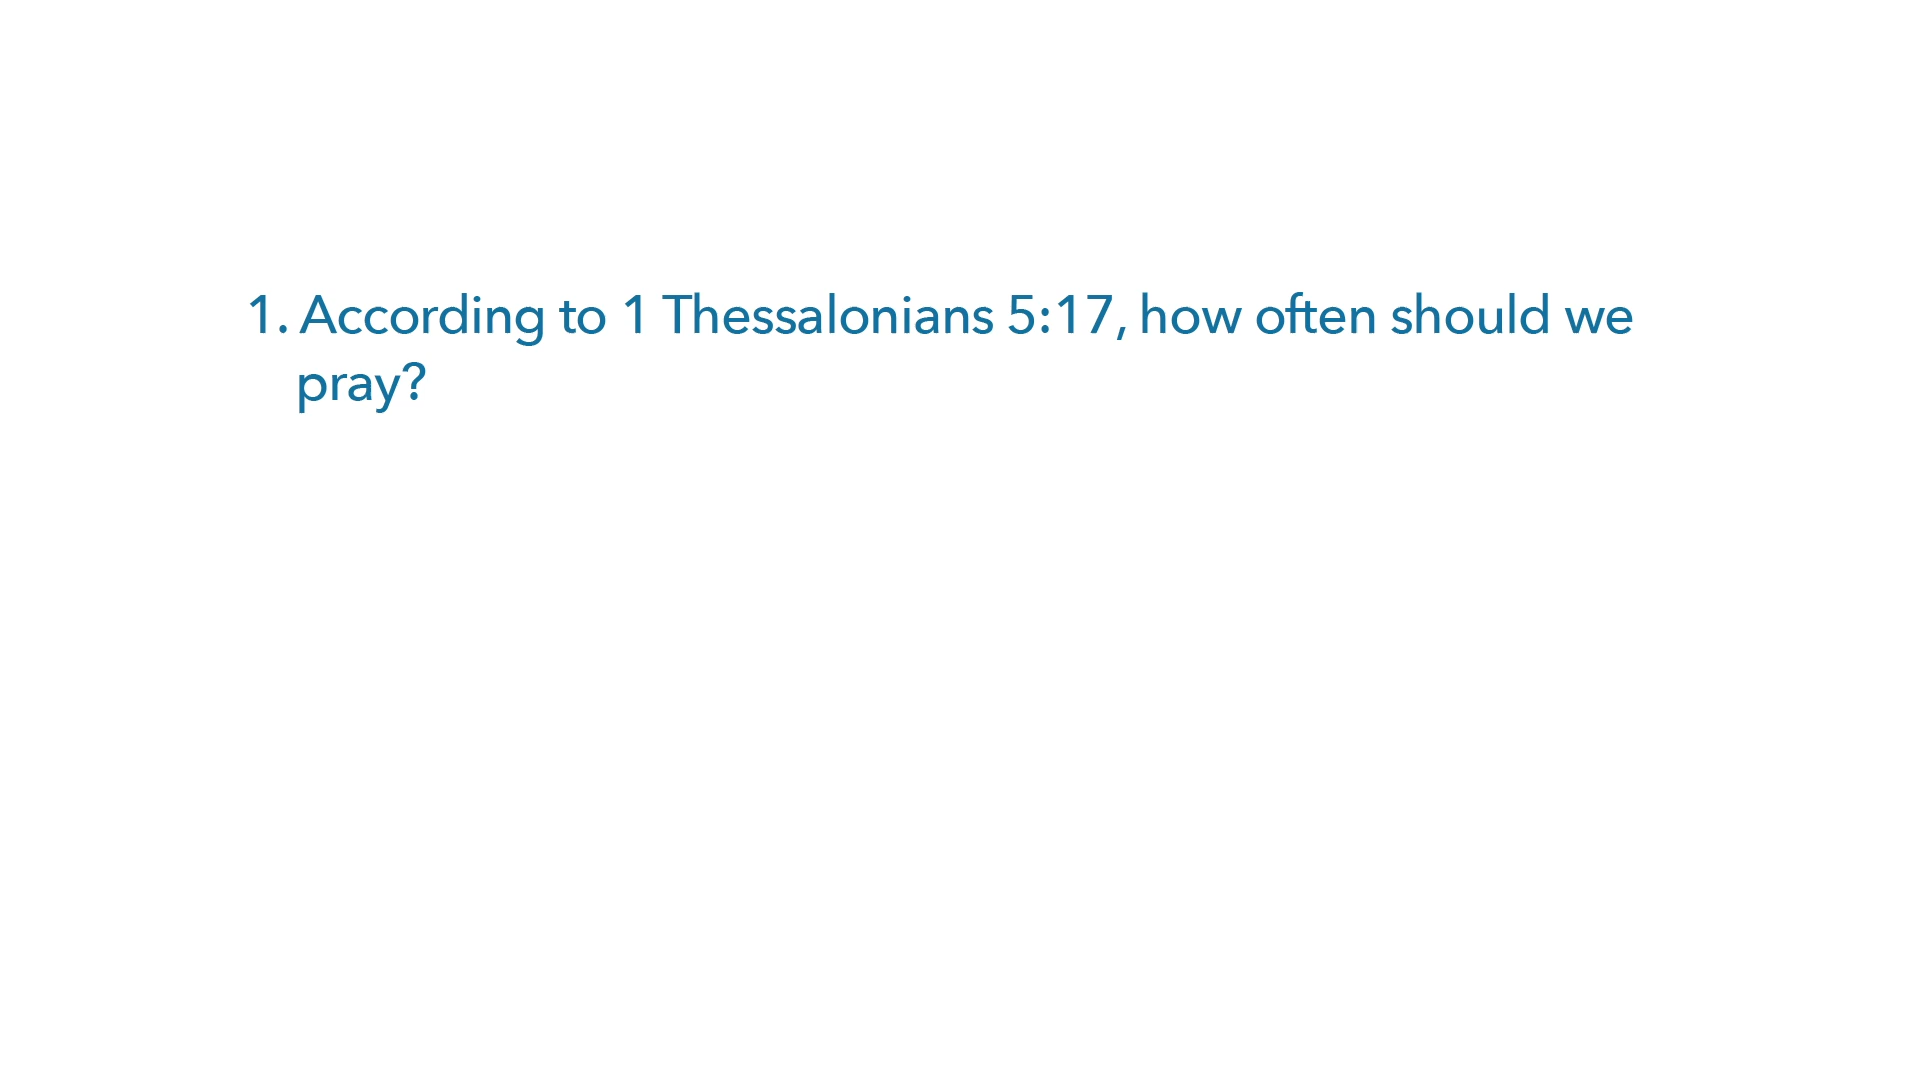 1. According to 1 Thessalonians 5:17, how often should we
pray?